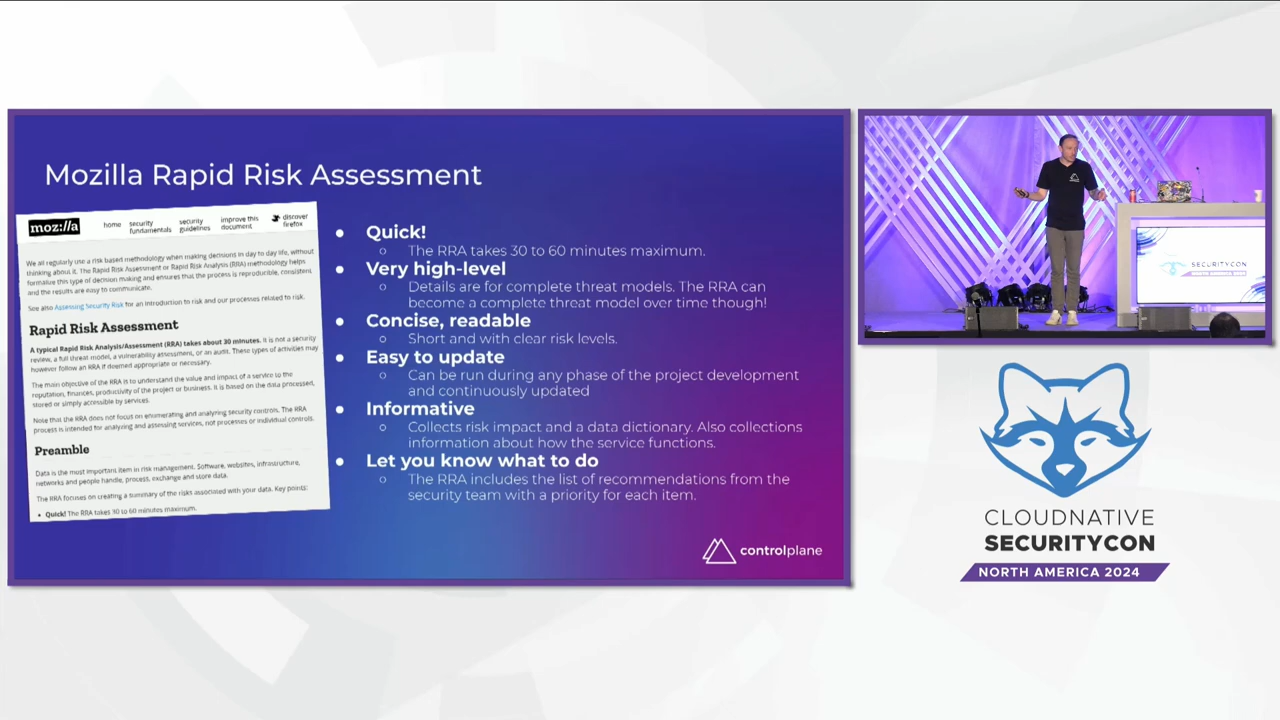 Mozilla Rapid Risk Assessment
moz://a
home
security
fundamentals
security
guidelines
improve this
document
discover
firefox
We all regularly use a risk based methodology when making decisions in day to day life, without
thinking about it. The Rapid Risk Assessment or Rapid Risk Analysis (RRA) methodology helps
formalize this type of decision making and ensures that the process is reproducible, consistent
and the results are easy to communicate.
See also Assessing Security Risk for an introduction to risk and our processes related to risk.
Rapid Risk Assessment
A typical Rapid Risk Analysis/Assessment (RRA) takes about 30 minutes. It is not a security
review, a full threat model, a vulnerability assessment, or an audit. These types of activities may
however follow an RRA if deemed appropriate or necessary.
The main objective of the RRA is to understand the value and impact of a service to the
reputation, finances, productivity of the project or business. It is based on the data processed,
stored or simply accessible by services.
Note that the RRA does not focus on enumerating and analyzing security controls. The RRA
process is intended for analyzing and assessing services, not processes or individual controls.
Preamble
Data is the most important item in risk management. Software, websites, infrastructure,
networks and people handle, process, exchange and store data.
The RRA focuses on creating a summary of the risks associated with your data. Key points:
• Quick! The RRA takes 30 to 60 minutes maximum.
• Quick!
○ The RRA takes 30 to 60 minutes maximum.
• Very high-level
○ Details are for complete threat models. The RRA can
become a complete threat model over time though!
• Concise, readable
○ Short and with clear risk levels.
• Easy to update
○ Can be run during any phase of the project development
and continuously updated
• Informative
○ Collects risk impact and a data dictionary. Also collections
information about how the service functions.
• Let you know what to do
○ The RRA includes the list of recommendations from the
security team with a priority for each item.
controlplane
SECURITYCON
CLOUDNATIVE
SECURITYCON
NORTH AMERICA 2024